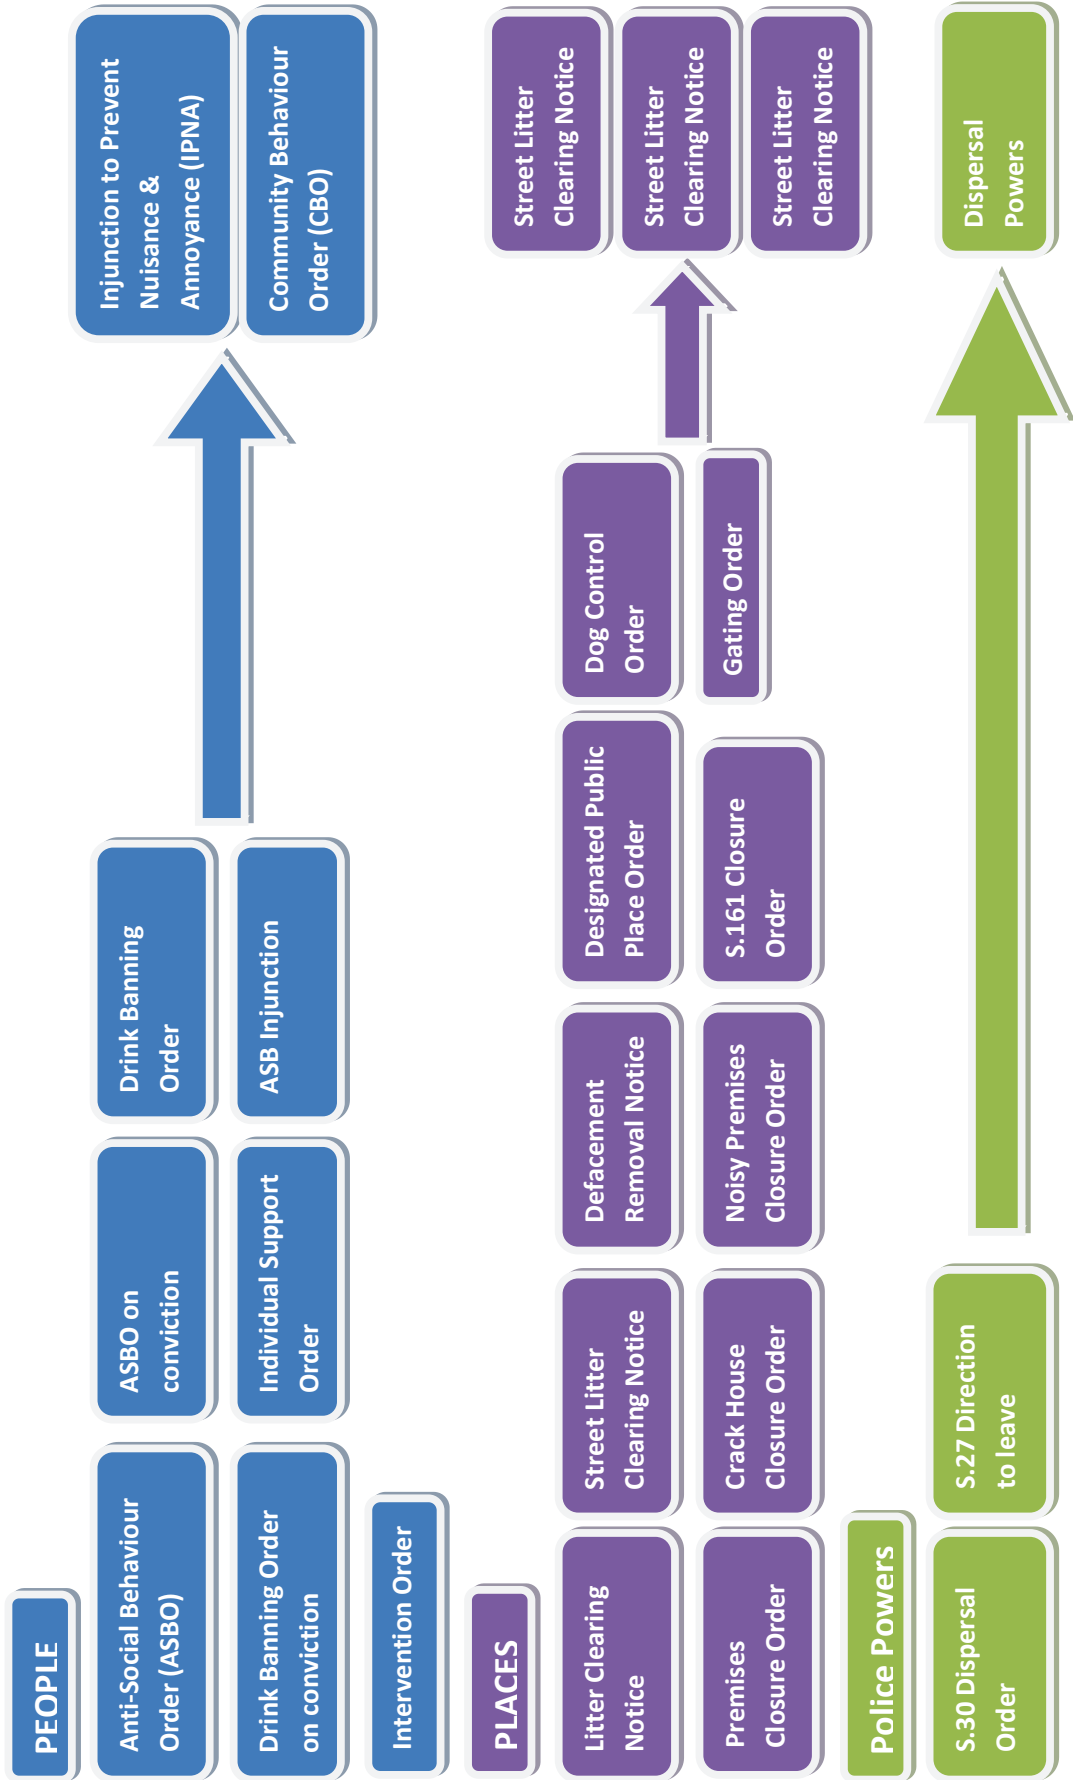 PEOPLE
Anti-Social Behaviour
Order (ASBO)
ASBO on
conviction
Drink Banning
Order
Drink Banning Order
on conviction
Individual Support
Order
ASB Injunction
Intervention Order
Injunction to Prevent
Nuisance &
Annoyance (IPNA)
Community Behaviour
Order (CBO)
PLACES
Litter Clearing
Notice
Street Litter
Clearing Notice
Defacement
Removal Notice
Designated Public
Place Order
Dog Control
Order
Premises
Closure Order
Crack House
Closure Order
Noisy Premises
Closure Order
S.161 Closure
Order
Gating Order
Street Litter
Clearing Notice
Street Litter
Clearing Notice
Street Litter
Clearing Notice
Police Powers
S.30 Dispersal
Order
S.27 Direction
to leave
Dispersal
Powers